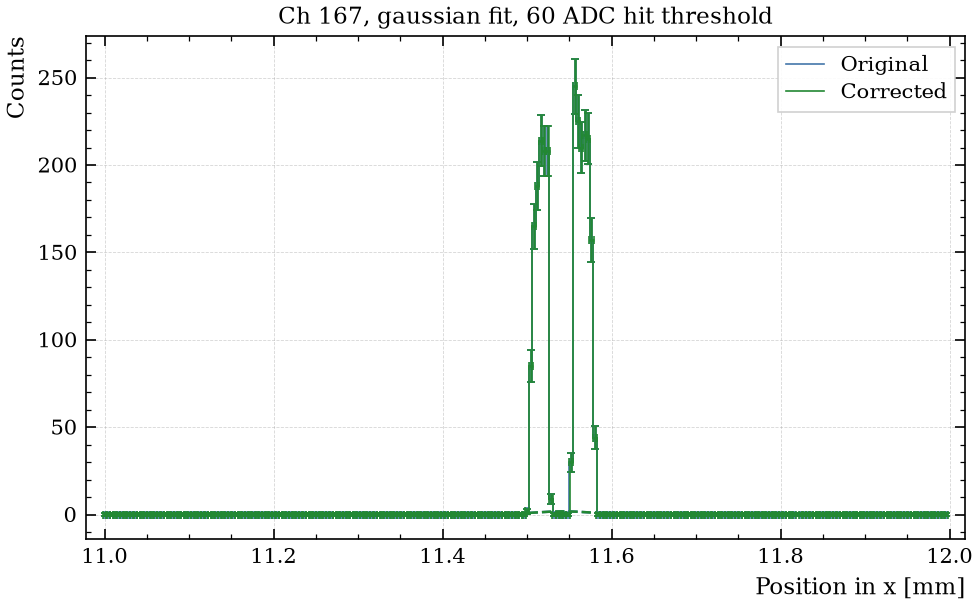 Ch 167, gaussian fit, 60 ADC hit threshold
Counts
Original
Corrected
250
200
150
100
50
0
11.0
11.2
11.4
11.6
11.8
12.0
Position in x [mm]